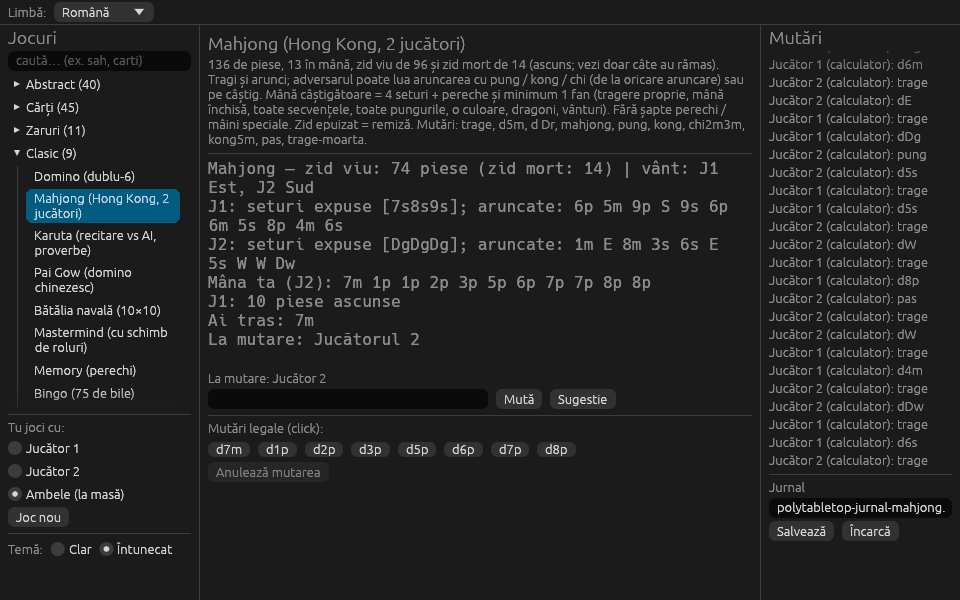 Limbă: Română
Jocuri
caută... (ex. sah, carti)
Abstract (40)
Cărți (45)
Zaruri (11)
Clasic (9)
Domino (dublu-6)
Mahjong (Hong Kong, 2
jucători)
Karuta (recitare vs AI,
proverbe)
Pai Gow (domino
chinezesc)
Bătălia navală (10×10)
Mastermind (cu schimb
de roluri)
Memory (perechi)
Bingo (75 de bile)
Tu joci cu:
Jucător 1
Jucător 2
Ambele (la masă)
Joc nou
Temă: Clar Întunecat
Mahjong (Hong Kong, 2 jucători)
136 de piese, 13 în mână, zid viu de 96 și zid mort de 14 (ascuns; vezi doar câte au rămas).
Tragi și arunci; adversarul poate lua aruncarea cu pung / kong / chi (de la oricare aruncare) sau
pe câștig. Mână câștigătoare = 4 seturi + pereche și minimum 1 fan (tragere proprie, mână
închisă, toate secvențele, toate pungurile, o culoare, dragoni, vânturi). Fără șapte perechi /
mâini speciale. Zid epuizat = remiză. Mutări: trage, d5m, d Dr, mahjong, pung, kong, chi2m3m,
kong5m, pas, trage-moarta.
Mahjong — zid viu: 74 piese (zid mort: 14) | vânt: J1
Est, J2 Sud
J1: seturi expuse [7s8s9s]; aruncate: 6p 5m 9p S 9s 6p
6m 5s 8p 4m 6s
J2: seturi expuse [DgDgDg]; aruncate: 1m E 8m 3s 6s E
5s W W Dw
Mâna ta (J2): 7m 1p 1p 2p 3p 5p 6p 7p 7p 8p 8p
J1: 10 piese ascunse
Ai tras: 7m
La mutare: Jucătorul 2
La mutare: Jucător 2
Mută Sugestie
Mutări legale (click):
d7m d1p d2p d3p d5p d6p d7p d8p
Anulează mutarea
Mutări
Jucător 1 (calculator): d6m
Jucător 2 (calculator): trage
Jucător 2 (calculator): dE
Jucător 1 (calculator): trage
Jucător 1 (calculator): dDg
Jucător 2 (calculator): pung
Jucător 2 (calculator): d5s
Jucător 1 (calculator): trage
Jucător 1 (calculator): d5s
Jucător 2 (calculator): trage
Jucător 2 (calculator): dW
Jucător 1 (calculator): trage
Jucător 1 (calculator): d8p
Jucător 2 (calculator): pas
Jucător 2 (calculator): trage
Jucător 2 (calculator): dW
Jucător 1 (calculator): trage
Jucător 1 (calculator): d4m
Jucător 2 (calculator): trage
Jucător 2 (calculator): dDw
Jucător 1 (calculator): trage
Jucător 1 (calculator): d6s
Jucător 2 (calculator): trage
Jurnal
polytabletop-jurnal-mahjong.
Salvează Încarcă